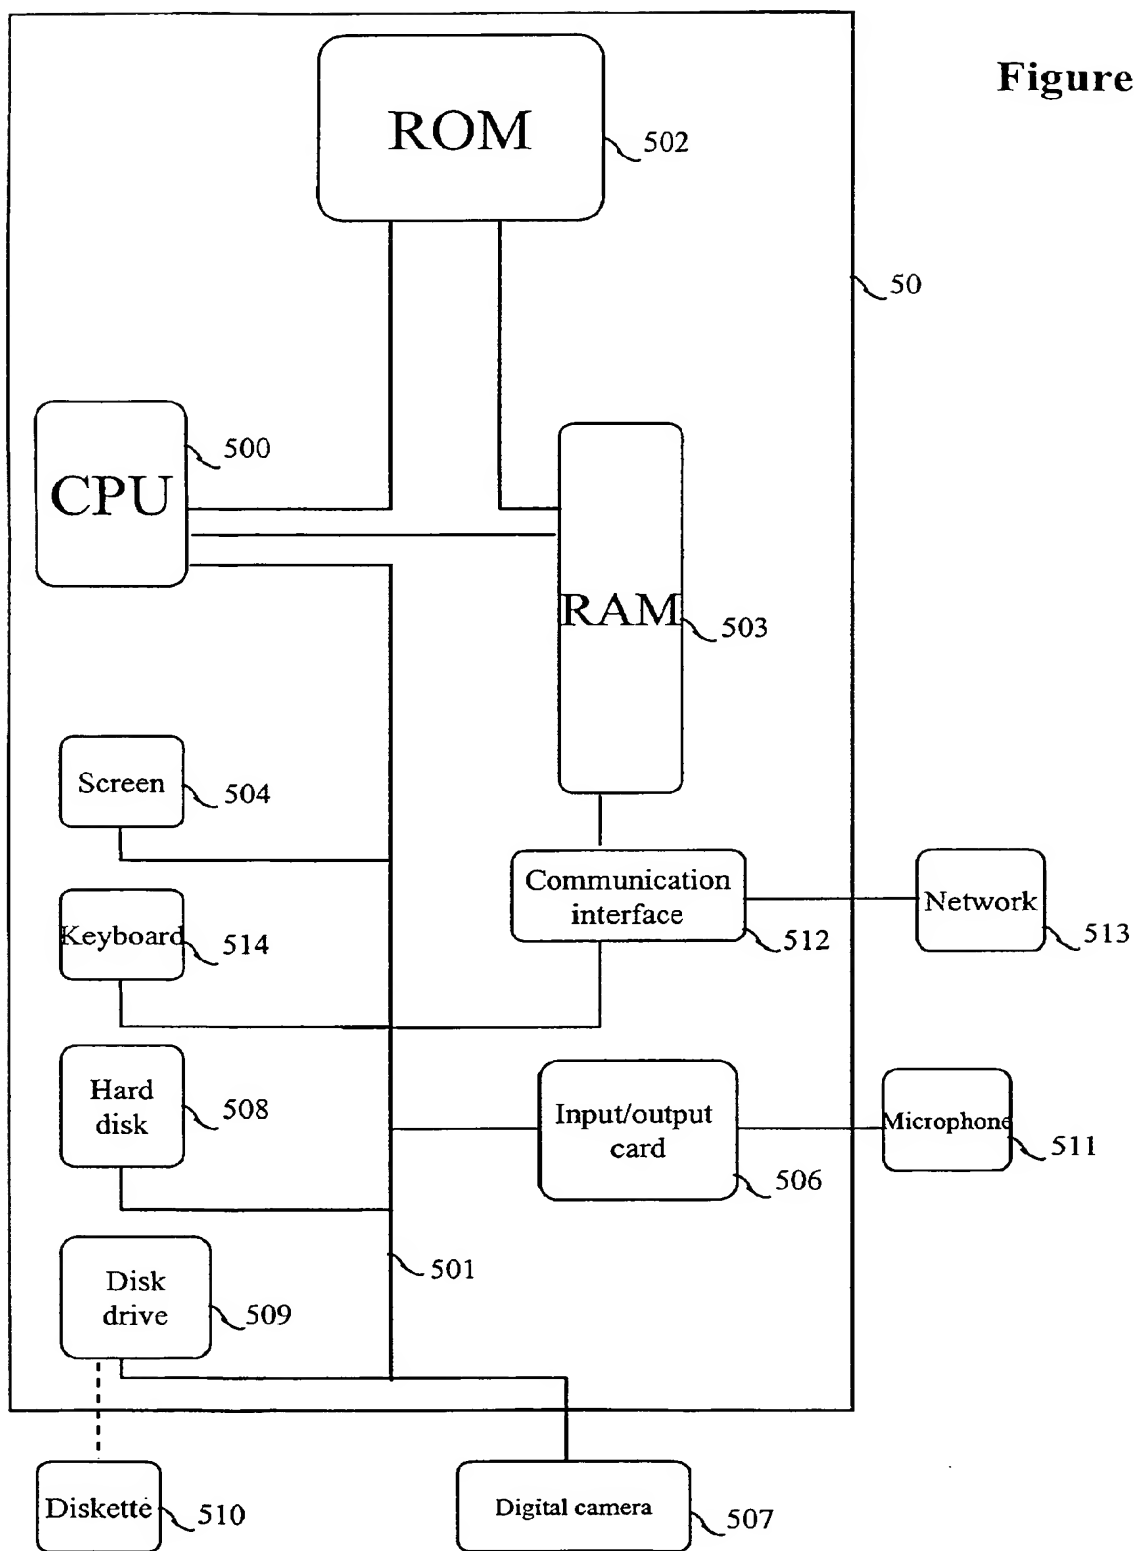 Figure
ROM
502
50
CPU
500
RAM
503
Screen
504
Communication
interface
512
Network
513
Keyboard
514
Hard
disk
508
Input/output
card
506
Microphone
511
501
Disk
drive
509
Diskette
510
Digital camera
507